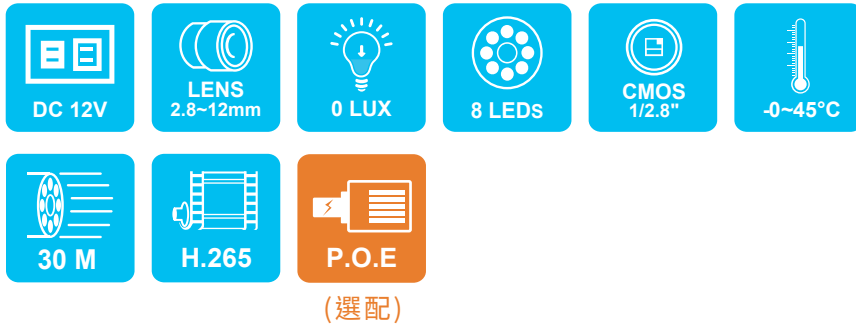 DC 12V
LENS
2.8~12mm
0 LUX
8 LEDs
CMOS
1/2.8"
-0~45°C
30 M
H.265
P.O.E
(選配)